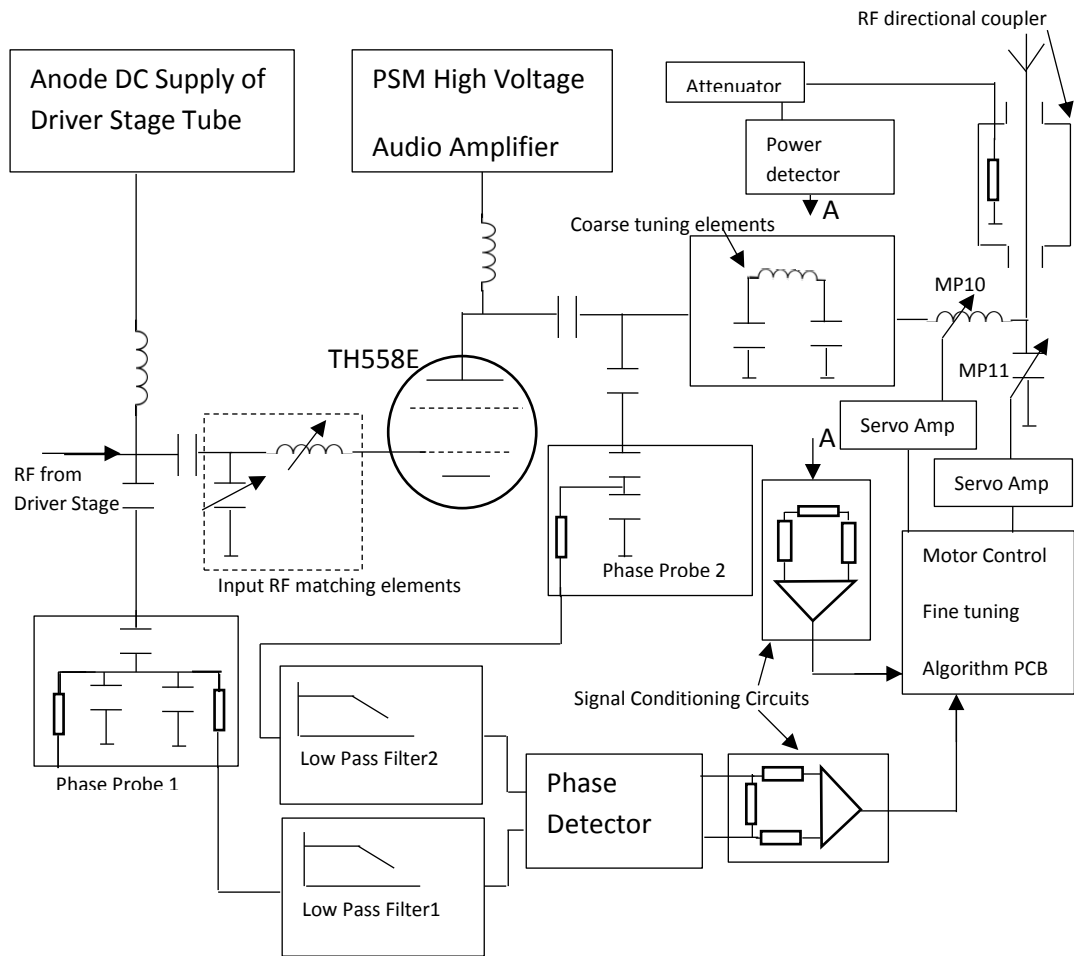 RF directional coupler
Anode DC Supply of
Driver Stage Tube
PSM High Voltage
Audio Amplifier
Attenuator
Power
detector
A
Coarse tuning elements
MP10
TH558E
MP11
Servo Amp
A
RF from
Driver Stage
Servo Amp
Input RF matching elements
Phase Probe 2
Motor Control
Fine tuning
Algorithm PCB
Signal Conditioning Circuits
Low Pass Filter2
Phase Probe 1
Phase
Detector
Low Pass Filter1